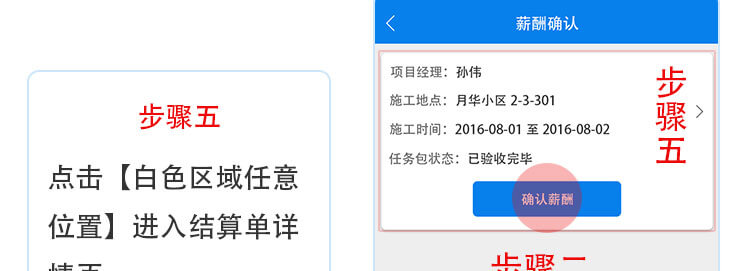 步骤五
点击【白色区域任意
位置】进入结算单详
情页
薪酬确认
项目经理：孙伟
施工地点：月华小区 2-3-301
施工时间：2016-08-01 至 2016-08-02
任务包状态：已验收完毕
确认薪酬
步骤五
步骤二